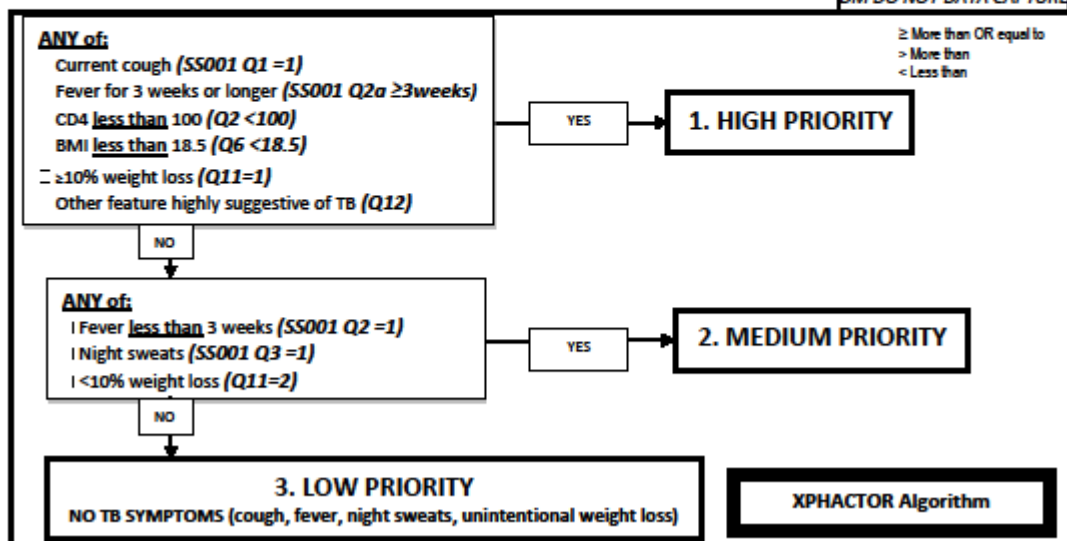 DM DO NOT DATA CAPTURE
≥ More than OR equal to
> More than
< Less than
ANY of:
Current cough (SS001 Q1 =1)
Fever for 3 weeks or longer (SS001 Q2a ≥3weeks)
CD4 less than 100 (Q2 <100)
BMI less than 18.5 (Q6 <18.5)
≥10% weight loss (Q11=1)
Other feature highly suggestive of TB (Q12)
YES
1. HIGH PRIORITY
NO
ANY of:
Fever less than 3 weeks (SS001 Q2 =1)
Night sweats (SS001 Q3 =1)
<10% weight loss (Q11=2)
YES
2. MEDIUM PRIORITY
NO
3. LOW PRIORITY
NO TB SYMPTOMS (cough, fever, night sweats, unintentional weight loss)
XPHACTOR Algorithm